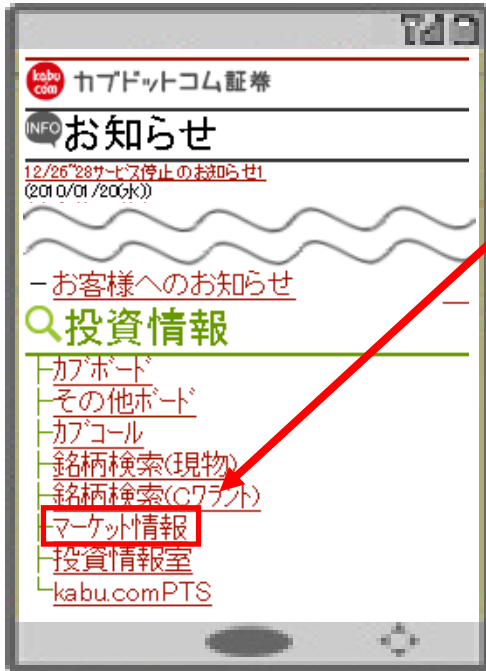 kabu.com カブドットコム証券
INFO お知らせ
12/26~28サービス停止のお知らせ!
(2010/01/20(水))
－お客様へのお知らせ
投資情報
├カブボード
├その他ボード
├カブコール
├銘柄検索(現物)
├銘柄検索(Cワラント)
├マーケット情報
├投資情報室
└kabu.comPTS